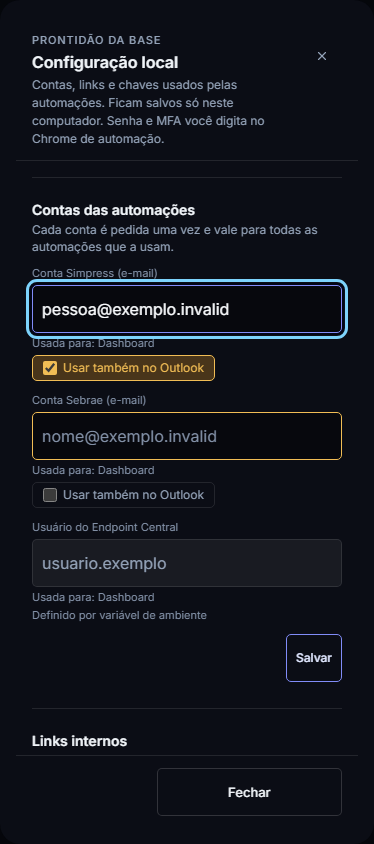 PRONTIDÃO DA BASE
Configuração local
×
Contas, links e chaves usados pelas
automações. Ficam salvos só neste
computador. Senha e MFA você digita no
Chrome de automação.
Contas das automações
Cada conta é pedida uma vez e vale para todas as
automações que a usam.
Conta Simpress (e-mail)
pessoa@exemplo.invalid
Usada para: Dashboard
Usar também no Outlook
Conta Sebrae (e-mail)
nome@exemplo.invalid
Usada para: Dashboard
Usar também no Outlook
Usuário do Endpoint Central
usuario.exemplo
Usada para: Dashboard
Definido por variável de ambiente
Salvar
Links internos
Fechar